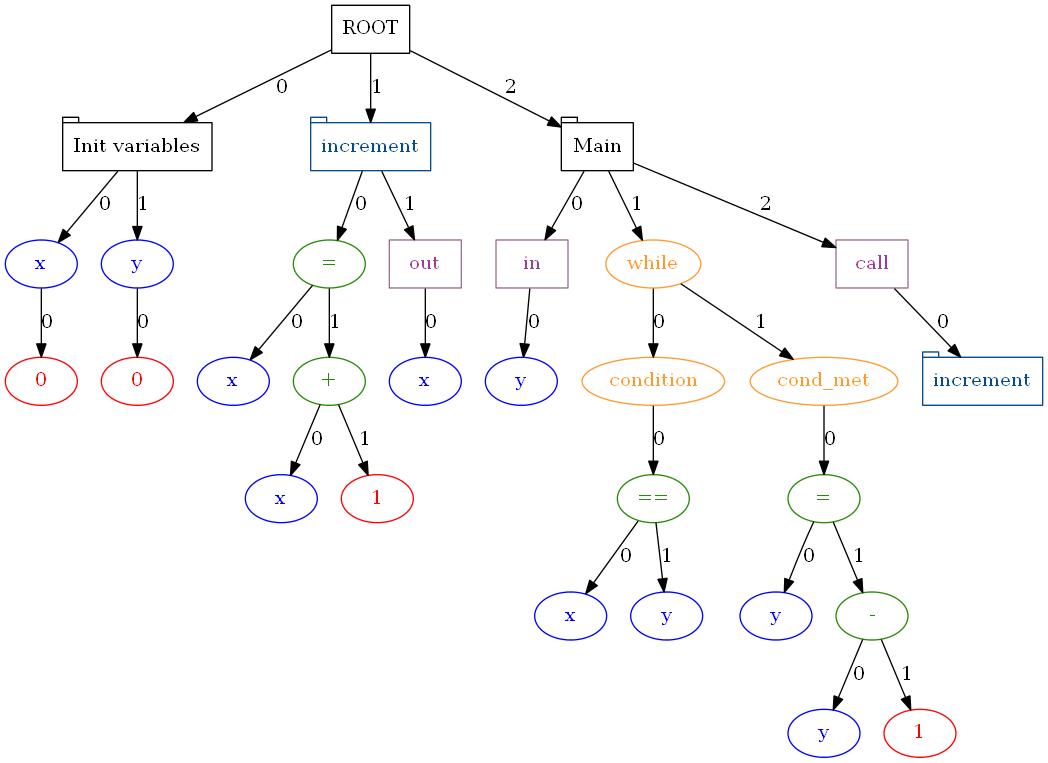 ROOT
0 1 2
Init variables increment Main
0 1 0 1 0 1 2
x y = out in while call
0 0 0 1 0 0 0 1 0
0 0 x + x y condition cond_met increment
0 1 0 0
x 1 == =
0 1 0 1
x y y -
0 1
y 1